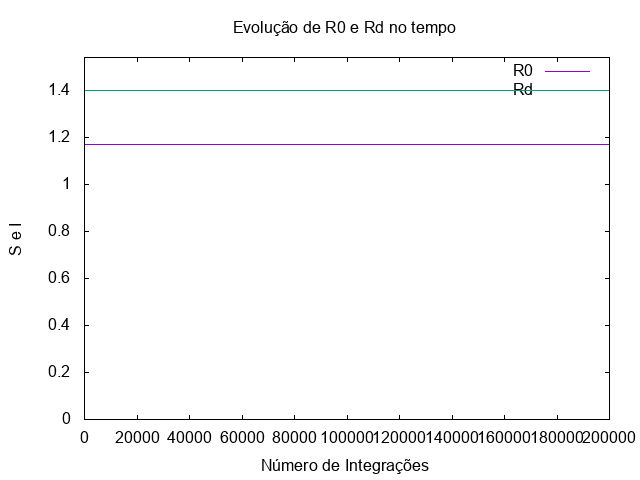 Evolução de R0 e Rd no tempo
R0
Rd
1.4
1.2
1
0.8
0.6
0.4
0.2
0
S e I
0 20000 40000 60000 80000 100000 120000 140000 160000 180000 200000
Número de Integrações